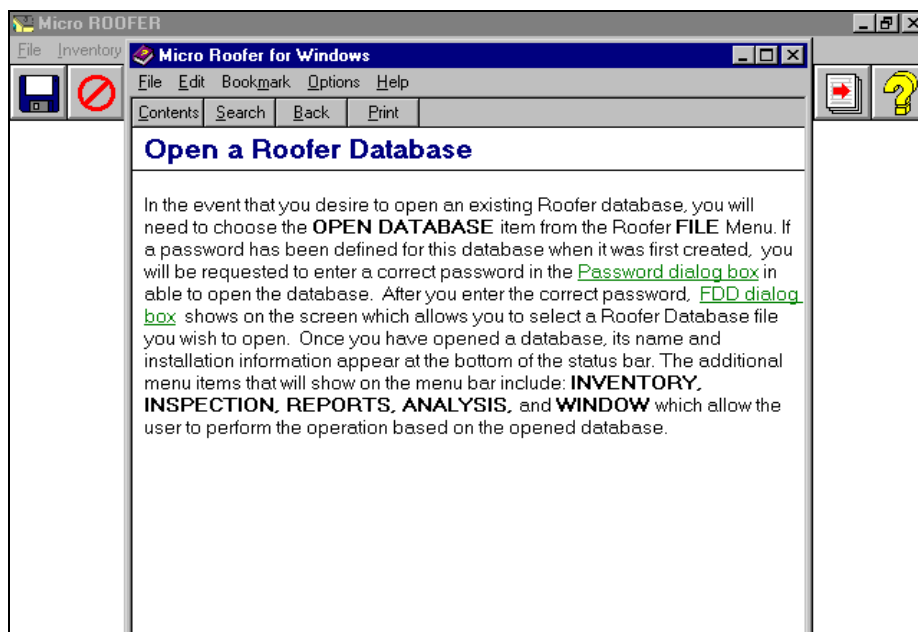 Micro ROOFER
File Inventory
Micro Roofer for Windows
File Edit Bookmark Options Help
Contents Search Back Print
Open a Roofer Database
In the event that you desire to open an existing Roofer database, you will
need to choose the OPEN DATABASE item from the Roofer FILE Menu. If
a password has been defined for this database when it was first created, you
will be requested to enter a correct password in the Password dialog box in
able to open the database. After you enter the correct password, FDD dialog
box shows on the screen which allows you to select a Roofer Database file
you wish to open. Once you have opened a database, its name and
installation information appear at the bottom of the status bar. The additional
menu items that will show on the menu bar include: INVENTORY,
INSPECTION, REPORTS, ANALYSIS, and WINDOW which allow the
user to perform the operation based on the opened database.